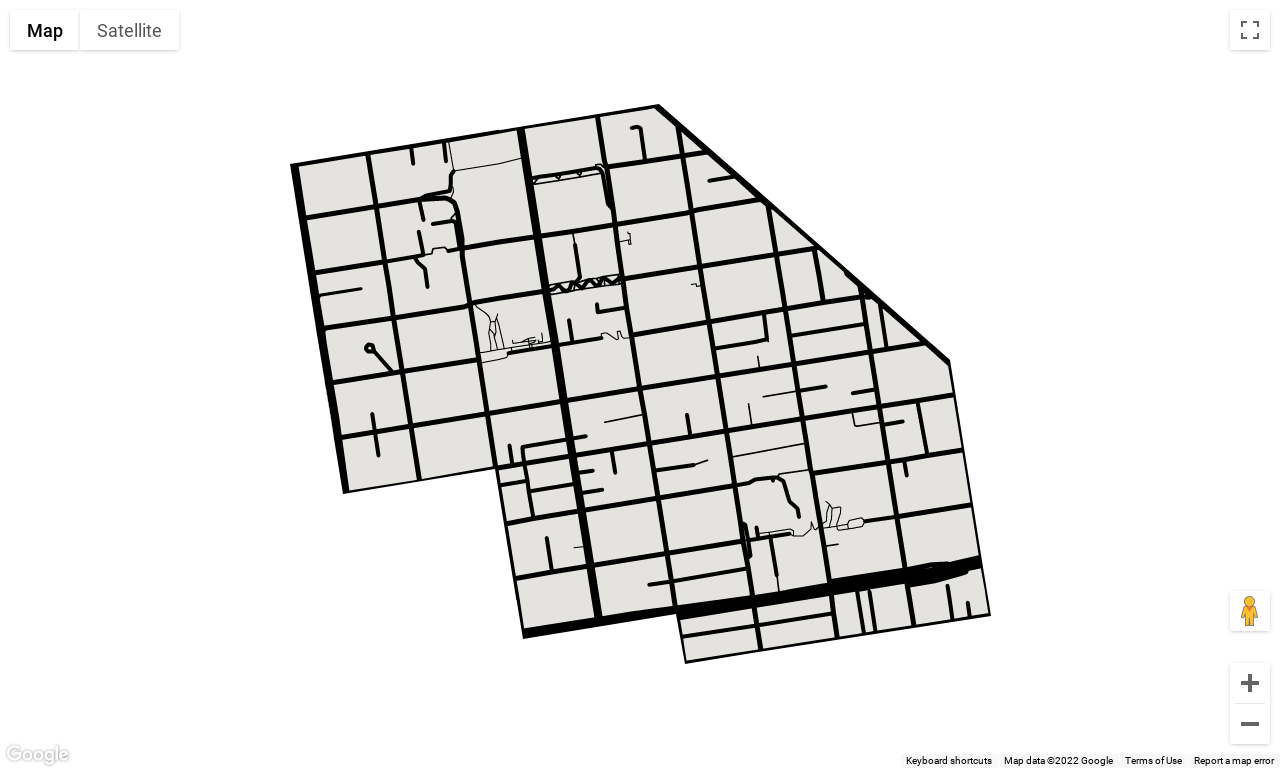 Map Satellite
Google
Keyboard shortcuts Map data ©2022 Google Terms of Use Report a map error